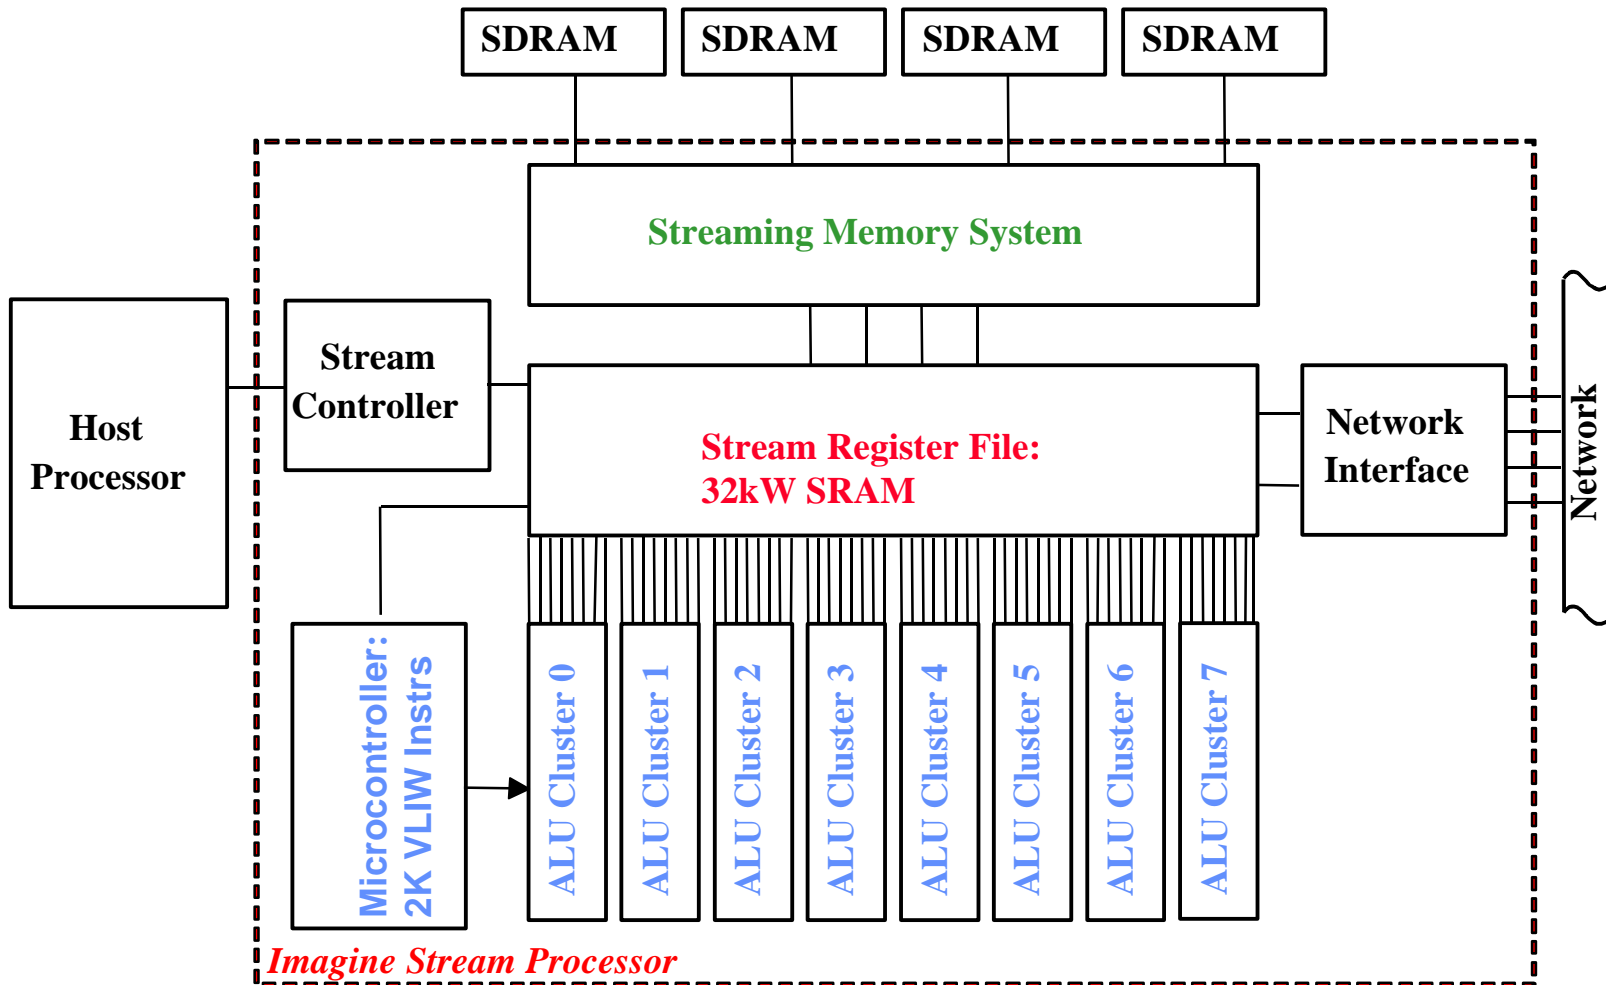 SDRAM
SDRAM
SDRAM
SDRAM
Streaming Memory System
Host
Processor
Stream
Controller
Stream Register File:
32kW SRAM
Network
Interface
Network
Microcontroller:
2K VLIW Instrs
ALU Cluster 0
ALU Cluster 1
ALU Cluster 2
ALU Cluster 3
ALU Cluster 4
ALU Cluster 5
ALU Cluster 6
ALU Cluster 7
Imagine Stream Processor